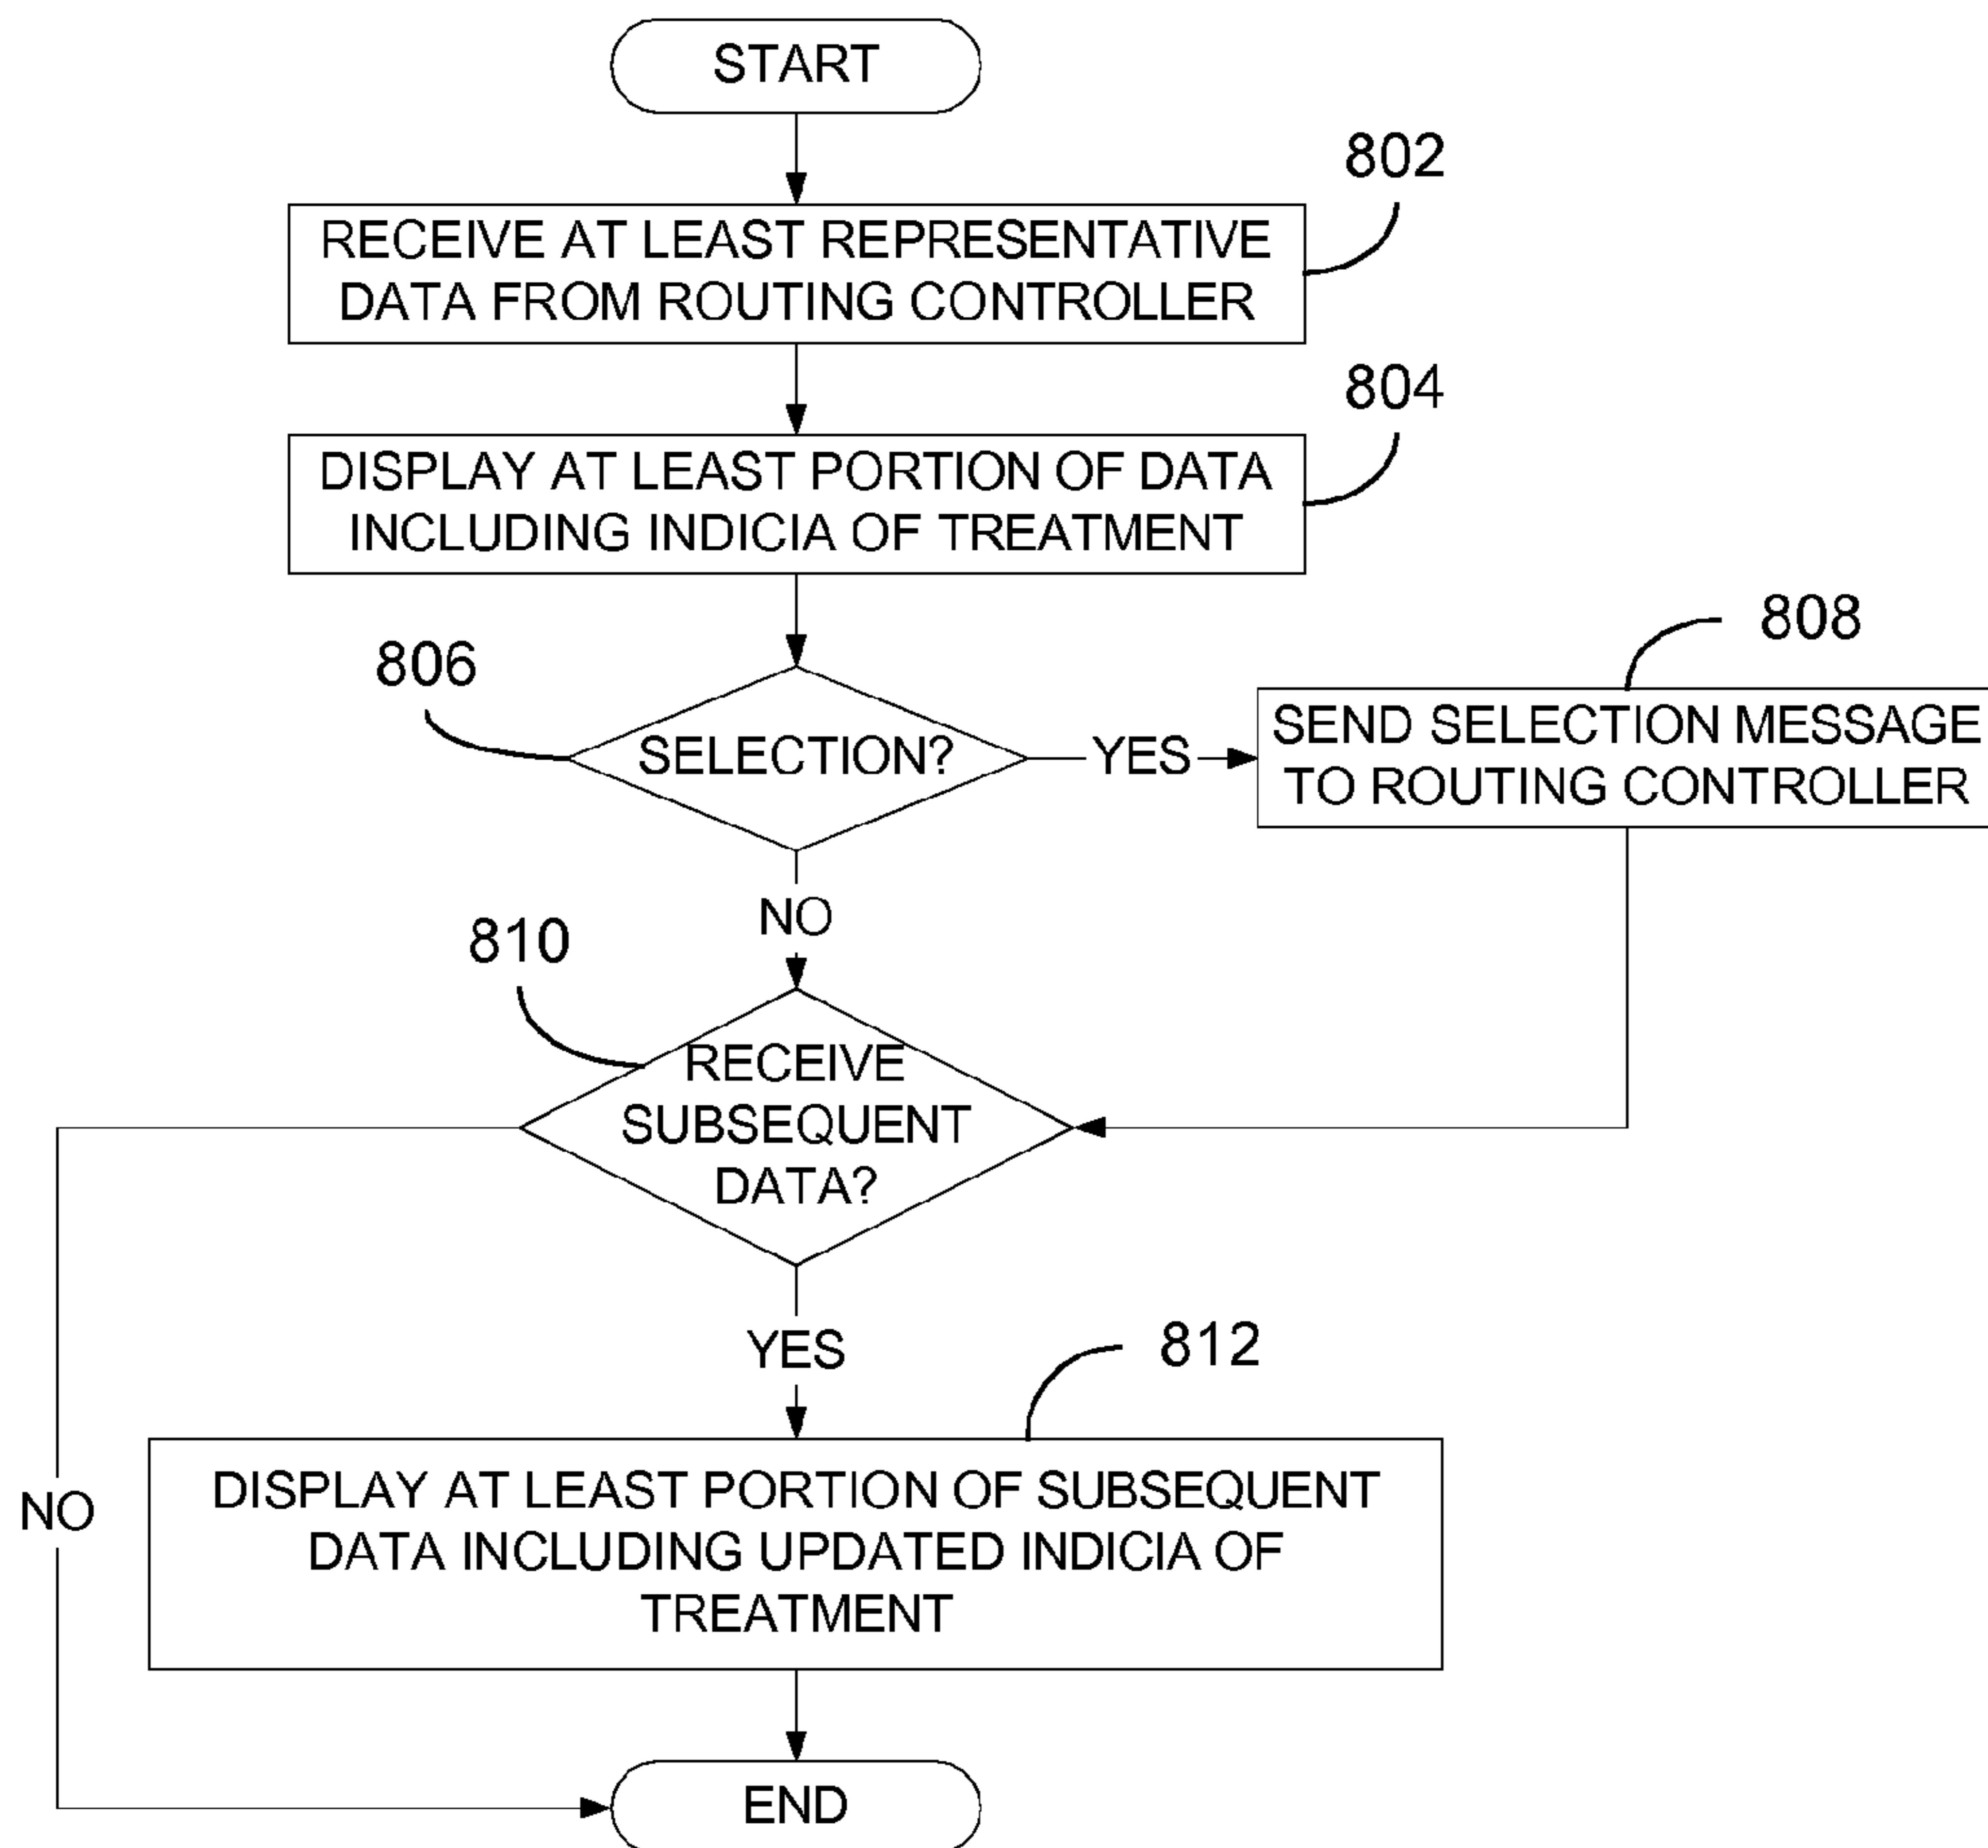 START
802
RECEIVE AT LEAST REPRESENTATIVE
DATA FROM ROUTING CONTROLLER
804
DISPLAY AT LEAST PORTION OF DATA
INCLUDING INDICIA OF TREATMENT
806
SELECTION?
YES
808
SEND SELECTION MESSAGE
TO ROUTING CONTROLLER
NO
810
RECEIVE
SUBSEQUENT
DATA?
YES
812
NO
DISPLAY AT LEAST PORTION OF SUBSEQUENT
DATA INCLUDING UPDATED INDICIA OF
TREATMENT
END